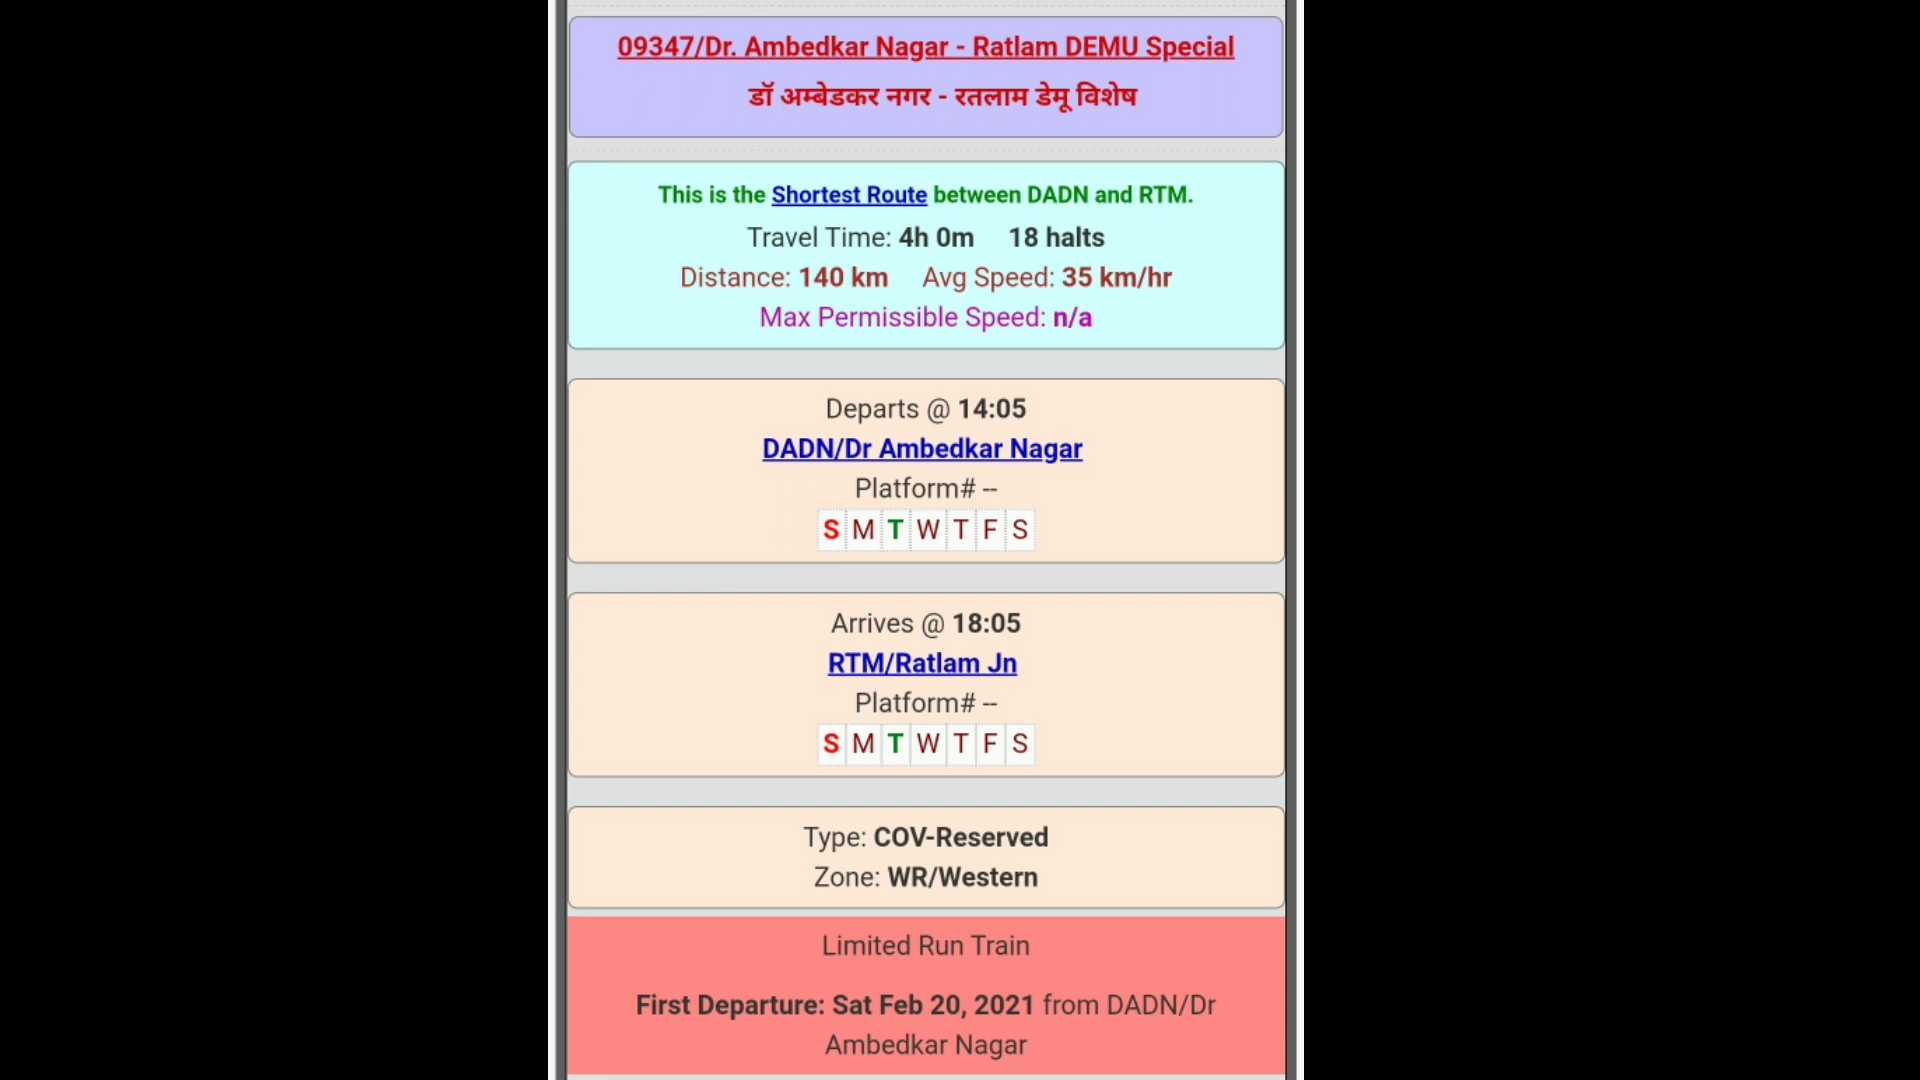 09347/Dr. Ambedkar Nagar - Ratlam DEMU Special
डॉ अम्बेडकर नगर - रतलाम डेमू विशेष
This is the Shortest Route between DADN and RTM.
Travel Time: 4h 0m 18 halts
Distance: 140 km Avg Speed: 35 km/hr
Max Permissible Speed: n/a
Departs @ 14:05
DADN/Dr Ambedkar Nagar
Platform# --
S M T W T F S
Arrives @ 18:05
RTM/Ratlam Jn
Platform# --
S M T W T F S
Type: COV-Reserved
Zone: WR/Western
Limited Run Train
First Departure: Sat Feb 20, 2021 from DADN/Dr
Ambedkar Nagar